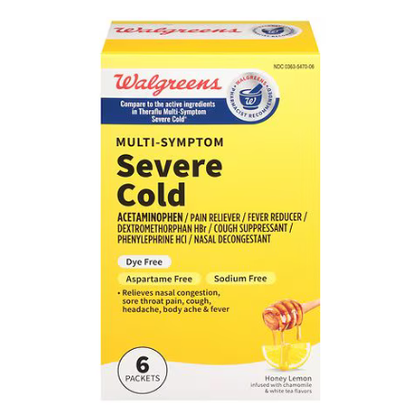 NDC 0363-6470-06
Walgreens
Compare to the active ingredients
in Theraflu Multi-Symptom
Severe Cold
WALGREENS
PHARMACIST RECOMMENDED
MULTI-SYMPTOM
Severe
Cold
ACETAMINOPHEN / PAIN RELIEVER / FEVER REDUCER /
DEXTROMETHORPHAN HBr / COUGH SUPPRESSANT /
PHENYLEPHRINE HCl / NASAL DECONGESTANT
Dye Free
Aspartame Free
Sodium Free
• Relieves nasal congestion,
sore throat pain, cough,
headache, body ache & fever
6
PACKETS
Honey Lemon
infused with chamomile
& white tea flavors